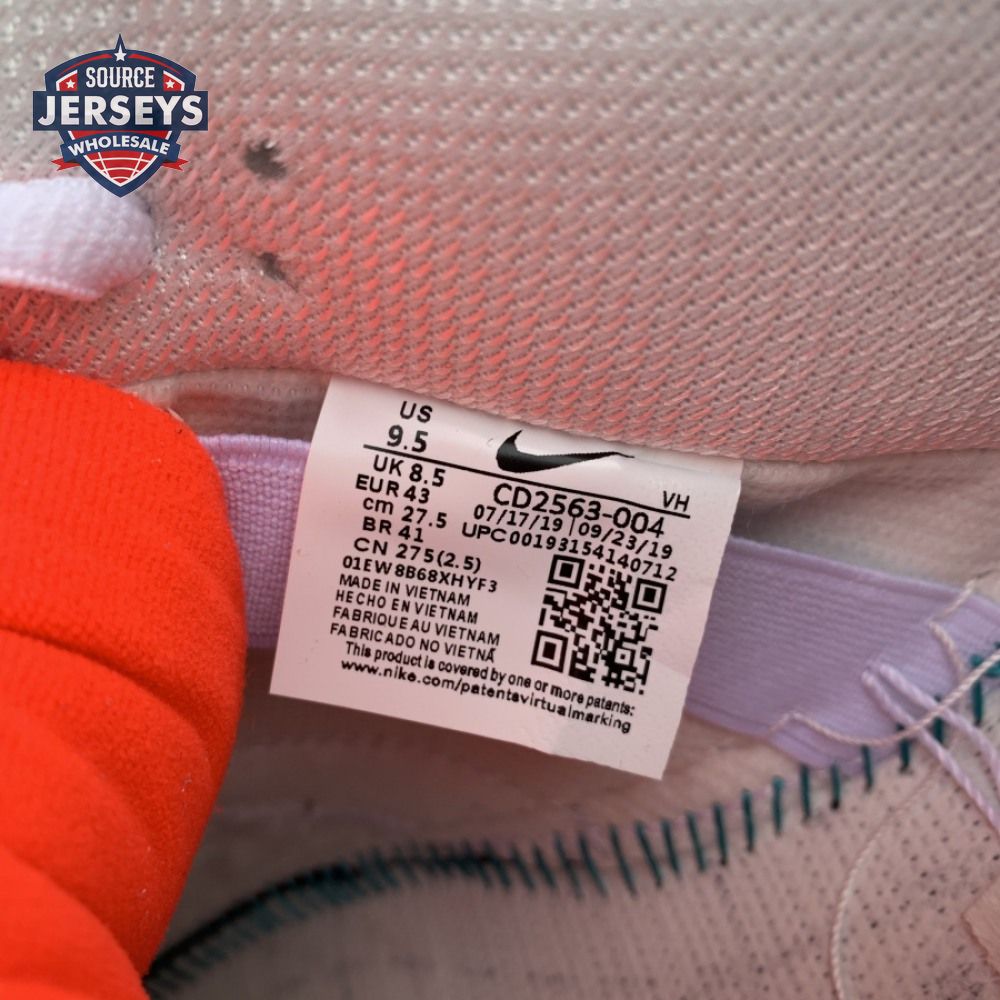 SOURCE
JERSEYS
WHOLESALE
US
9.5
UK 8.5
EUR 43
cm 27.5
BR 41
CN 275(2.5)
01EW8B68XHYF3
MADE IN VIETNAM
HECHO EN VIETNAM
FABRIQUE AU VIETNAM
FABRICADO NO VIETNÃ
VH
CD2563-004
07/17/19 | 09/23/19
UPC00193154140712
This product is covered by one or more patents:
www.nike.com/patentsvirtualmarking